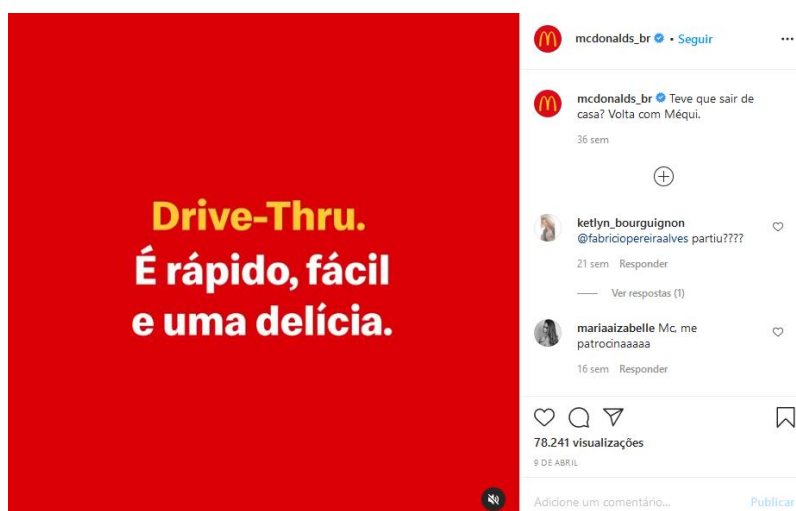 Drive-Thru.
É rápido, fácil
e uma delícia.
mcdonalds_br • Seguir
mcdonalds_br Teve que sair de
casa? Volta com Méqui.
36 sem
ketlyn_bourguignon
@fabriciopereiraalves partiu????
21 sem Responder
Ver respostas (1)
mariaaizabelle Mc, me
patrocinaaaaa
16 sem Responder
78.241 visualizações
9 DE ABRIL
Adicione um comentário... Publicar